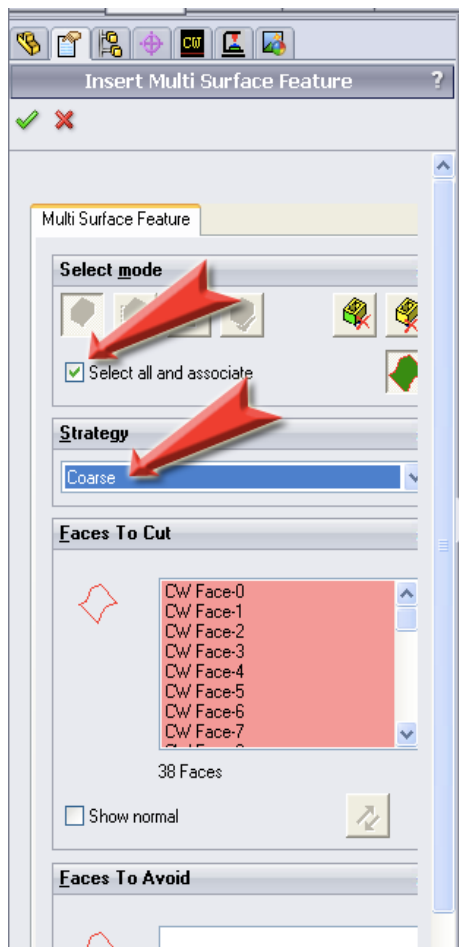 CW
Insert Multi Surface Feature ?
Multi Surface Feature
Select mode
Select all and associate
Strategy
Coarse
Faces To Cut
CW Face-0
CW Face-1
CW Face-2
CW Face-3
CW Face-4
CW Face-5
CW Face-6
CW Face-7
38 Faces
Show normal
Faces To Avoid